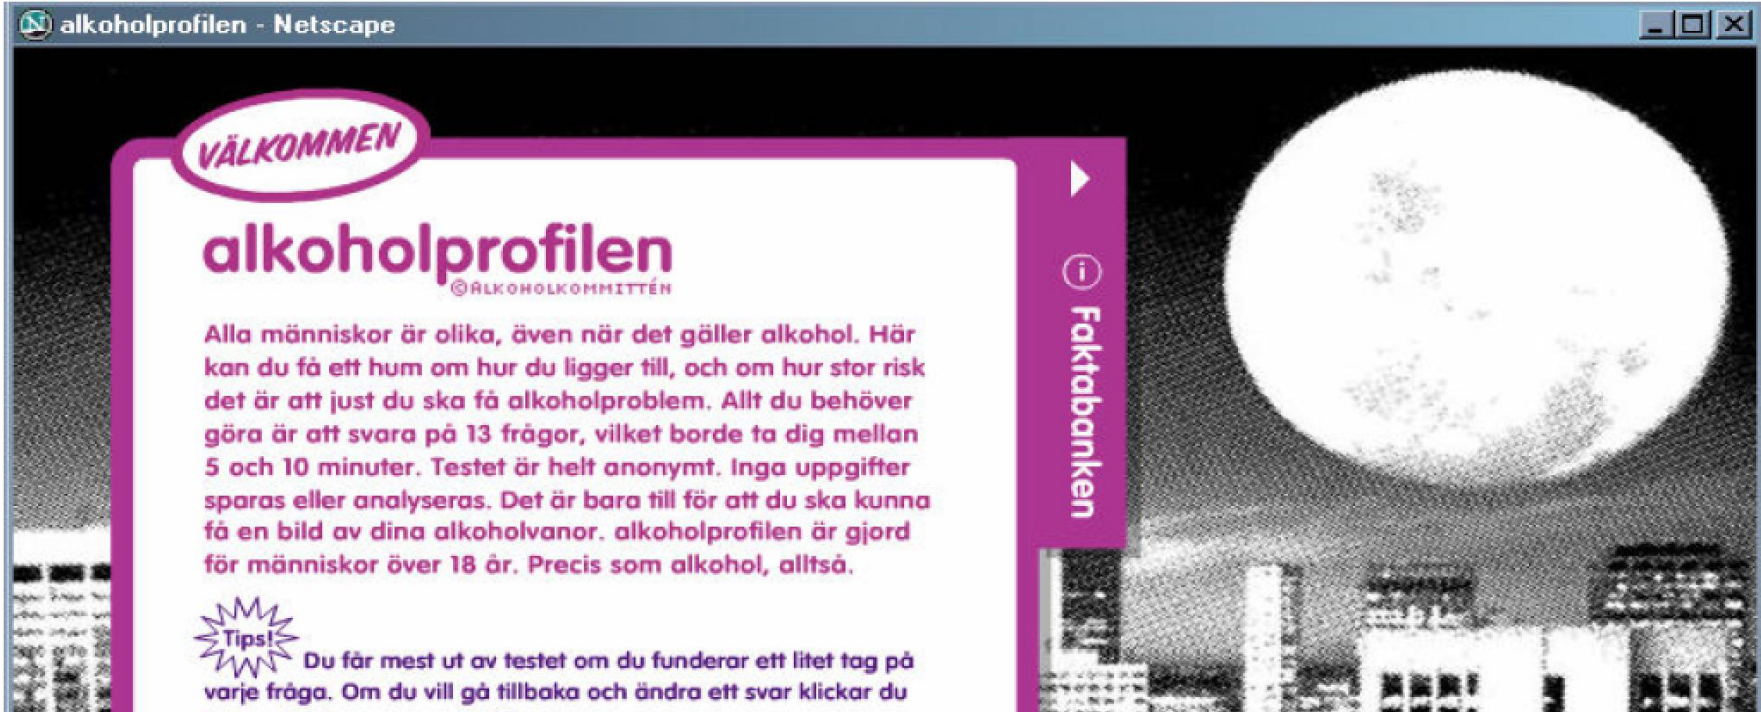 alkoholprofilen - Netscape
VÄLKOMMEN
alkoholprofilen
©ALKOHOLKOMMITTÉN
Alla människor är olika, även när det gäller alkohol. Här
kan du få ett hum om hur du ligger till, och om hur stor risk
det är att just du ska få alkoholproblem. Allt du behöver
göra är att svara på 13 frågor, vilket borde ta dig mellan
5 och 10 minuter. Testet är helt anonymt. Inga uppgifter
sparas eller analyseras. Det är bara till för att du ska kunna
få en bild av dina alkoholvanor. alkoholprofilen är gjord
för människor över 18 år. Precis som alkohol, alltså.
Tips!
Du får mest ut av testet om du funderar ett litet tag på
varje fråga. Om du vill gå tillbaka och ändra ett svar klickar du
i Faktabanken